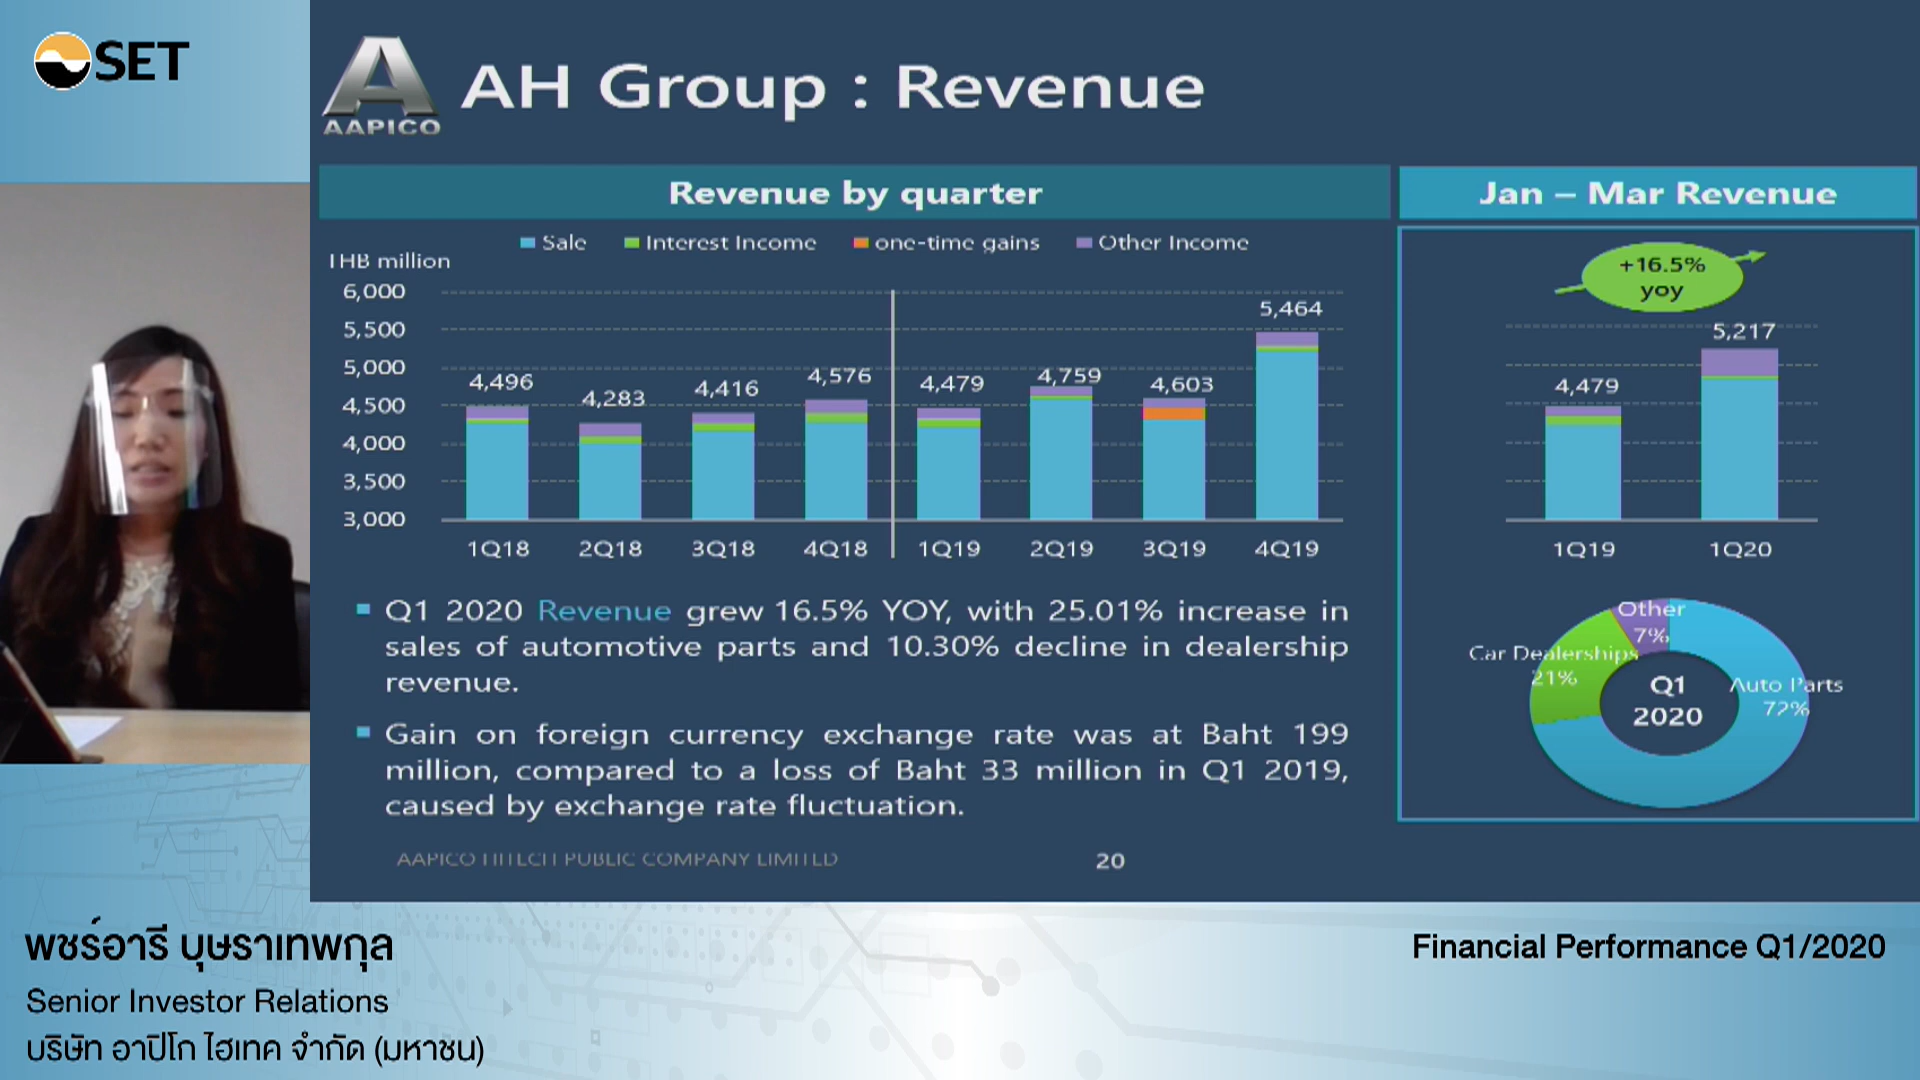 SET
AAPICO
AH Group : Revenue
Revenue by quarter
Jan – Mar Revenue
Sale Interest Income one-time gains Other Income
THB million
6,000
5,500
5,000
4,500
4,000
3,500
3,000
4,496
4,283
4,416
4,576
4,479
4,759
4,603
5,464
1Q18 2Q18 3Q18 4Q18 1Q19 2Q19 3Q19 4Q19
+16.5%
yoy
4,479
5,217
1Q19 1Q20
Other
7%
Car Dealerships
21%
Auto Parts
72%
Q1
2020
Q1 2020 Revenue grew 16.5% YOY, with 25.01% increase in
sales of automotive parts and 10.30% decline in dealership
revenue.
Gain on foreign currency exchange rate was at Baht 199
million, compared to a loss of Baht 33 million in Q1 2019,
caused by exchange rate fluctuation.
AAPICO HITECH PUBLIC COMPANY LIMITED
20
พชร์อารี บุษราเทพกุล
Senior Investor Relations
บริษัท อาปิโก ไฮเทค จำกัด (มหาชน)
Financial Performance Q1/2020